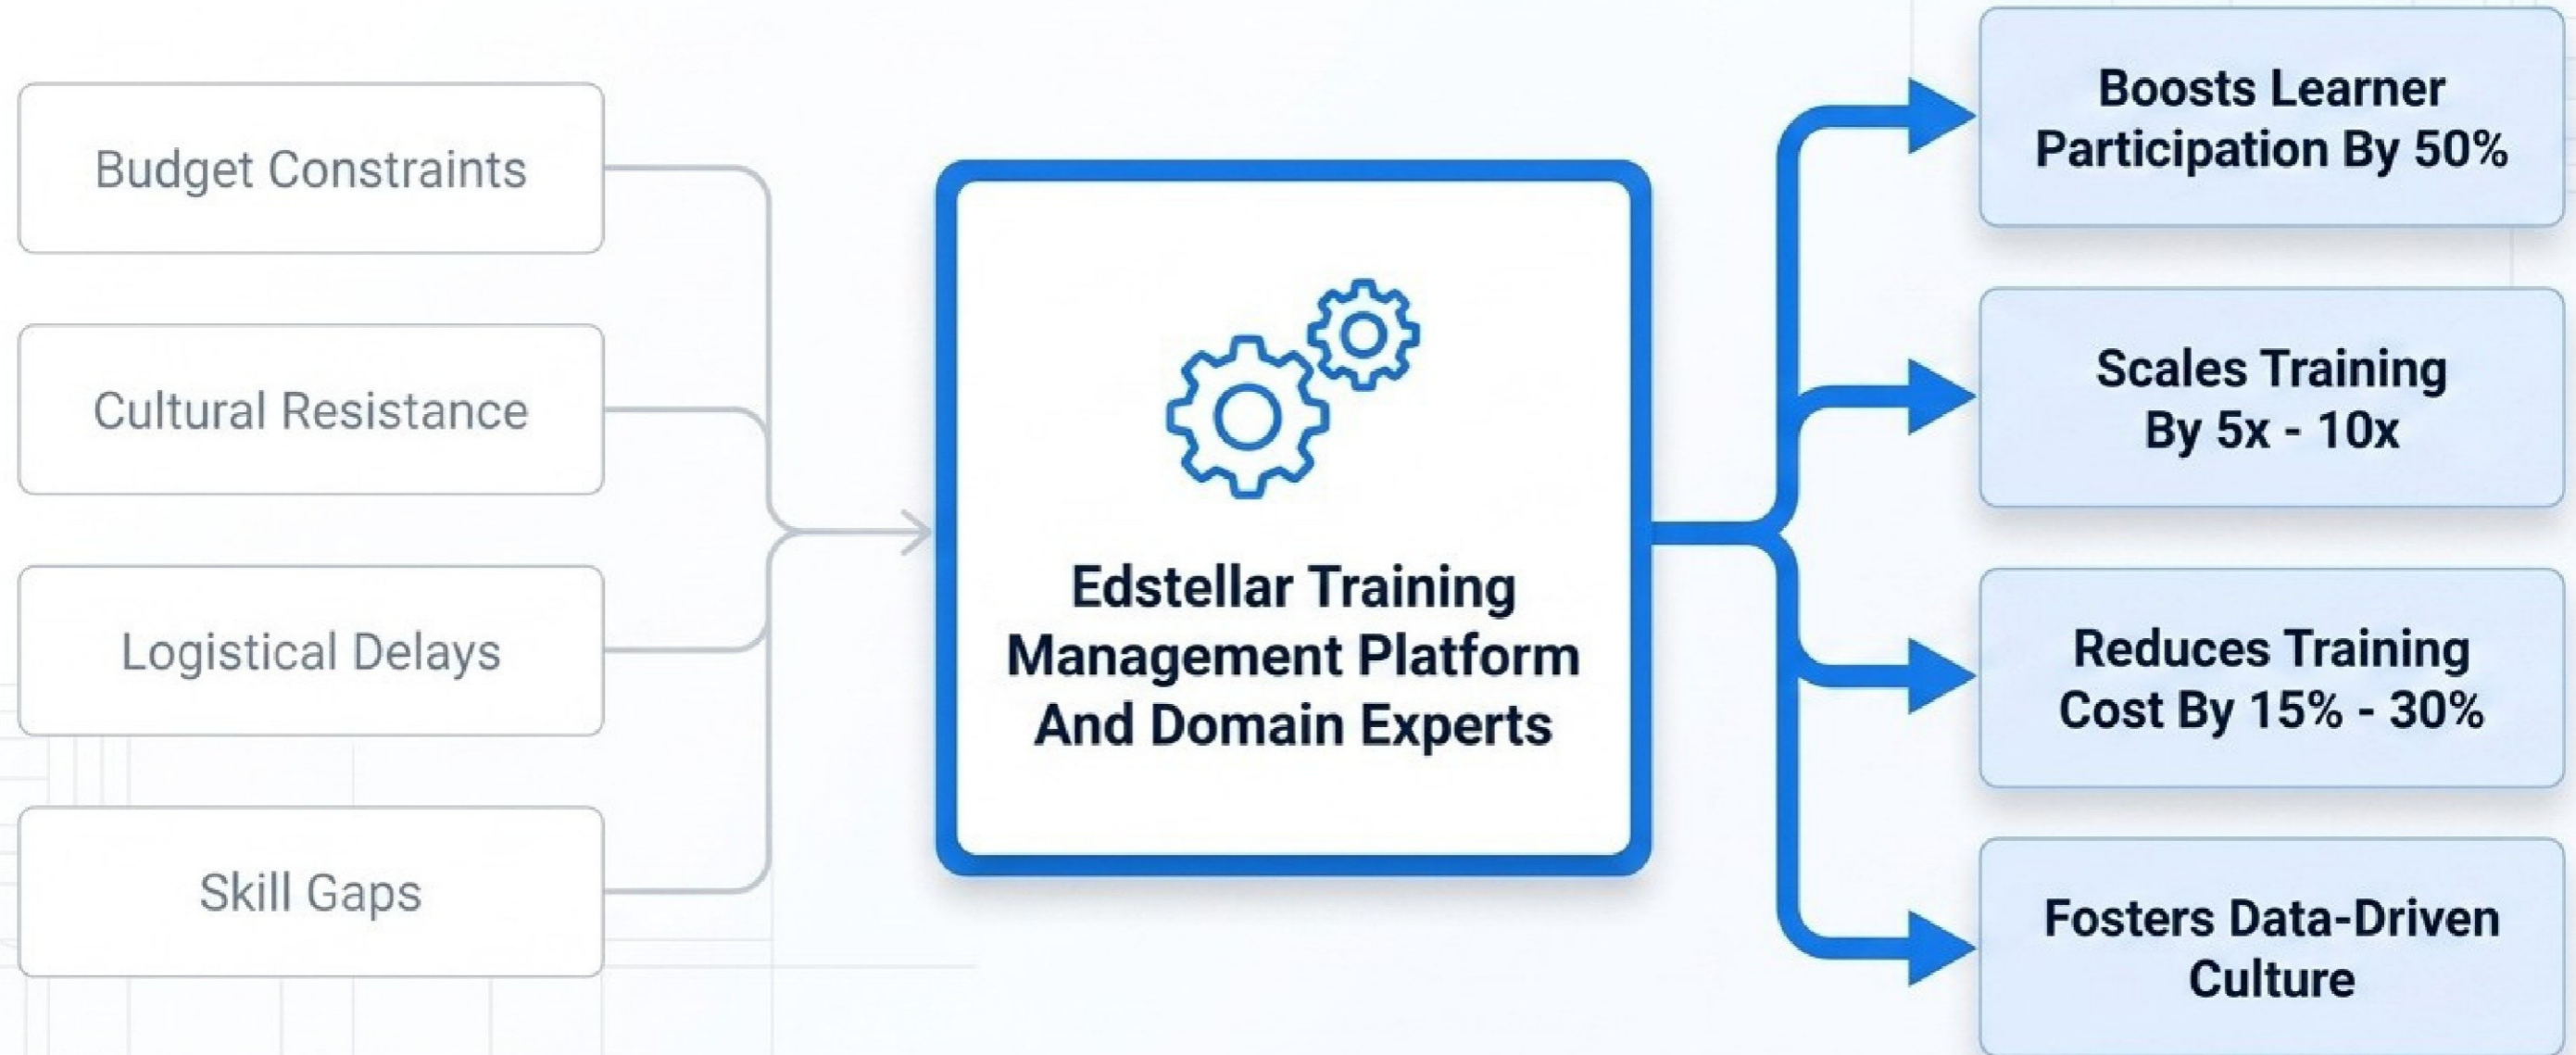 Budget Constraints
Cultural Resistance
Logistical Delays
Skill Gaps
Edstellar Training
Management Platform
And Domain Experts
Boosts Learner
Participation By 50%
Scales Training
By 5x - 10x
Reduces Training
Cost By 15% - 30%
Fosters Data-Driven
Culture